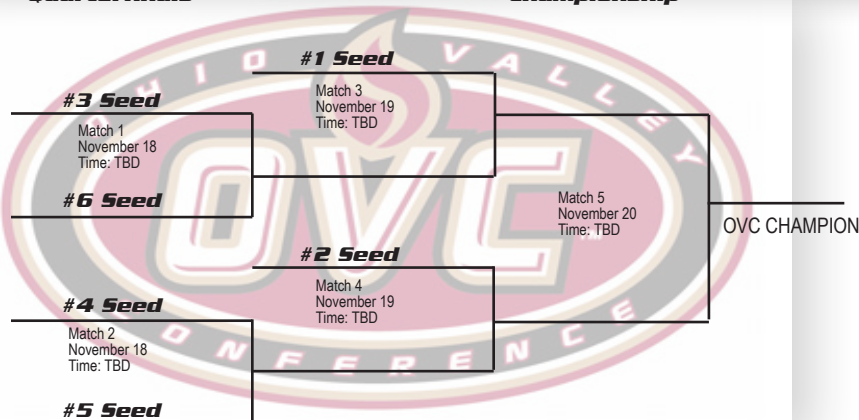 Quarterfinals
Championship
#1 Seed
Match 3
November 19
Time: TBD
#3 Seed
Match 1
November 18
Time: TBD
#6 Seed
Match 5
November 20
Time: TBD
OVC CHAMPION
#2 Seed
Match 4
November 19
Time: TBD
#4 Seed
Match 2
November 18
Time: TBD
#5 Seed
OHIO VALLEY
OVC
CONFERENCE